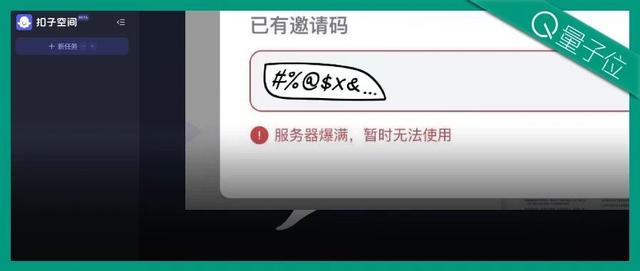 扣子空间 BETA
+ 新任务
已有邀请码
#%@$X&...
服务器爆满，暂时无法使用
量子位